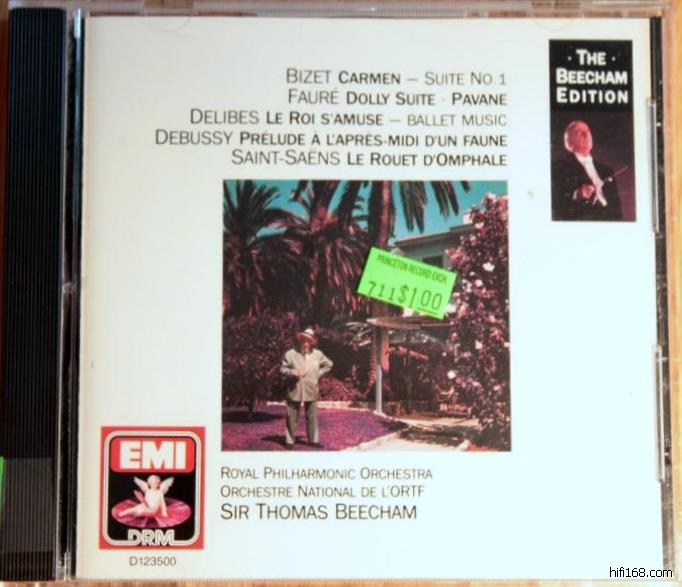 BIZET CARMEN – SUITE NO.1
FAURÉ DOLLY SUITE · PAVANE
DELIBES LE ROI S'AMUSE – BALLET MUSIC
DEBUSSY PRÉLUDE À L'APRÈS-MIDI D'UN FAUNE
SAINT-SAËNS LE ROUET D'OMPHALE
· THE ·
BEECHAM
EDITION
PRINCETON RECORD EXCH
711 $1.00
ROYAL PHILHARMONIC ORCHESTRA
ORCHESTRE NATIONAL DE L'ORTF
SIR THOMAS BEECHAM
EMI
DRM
D123500
hifi168.com